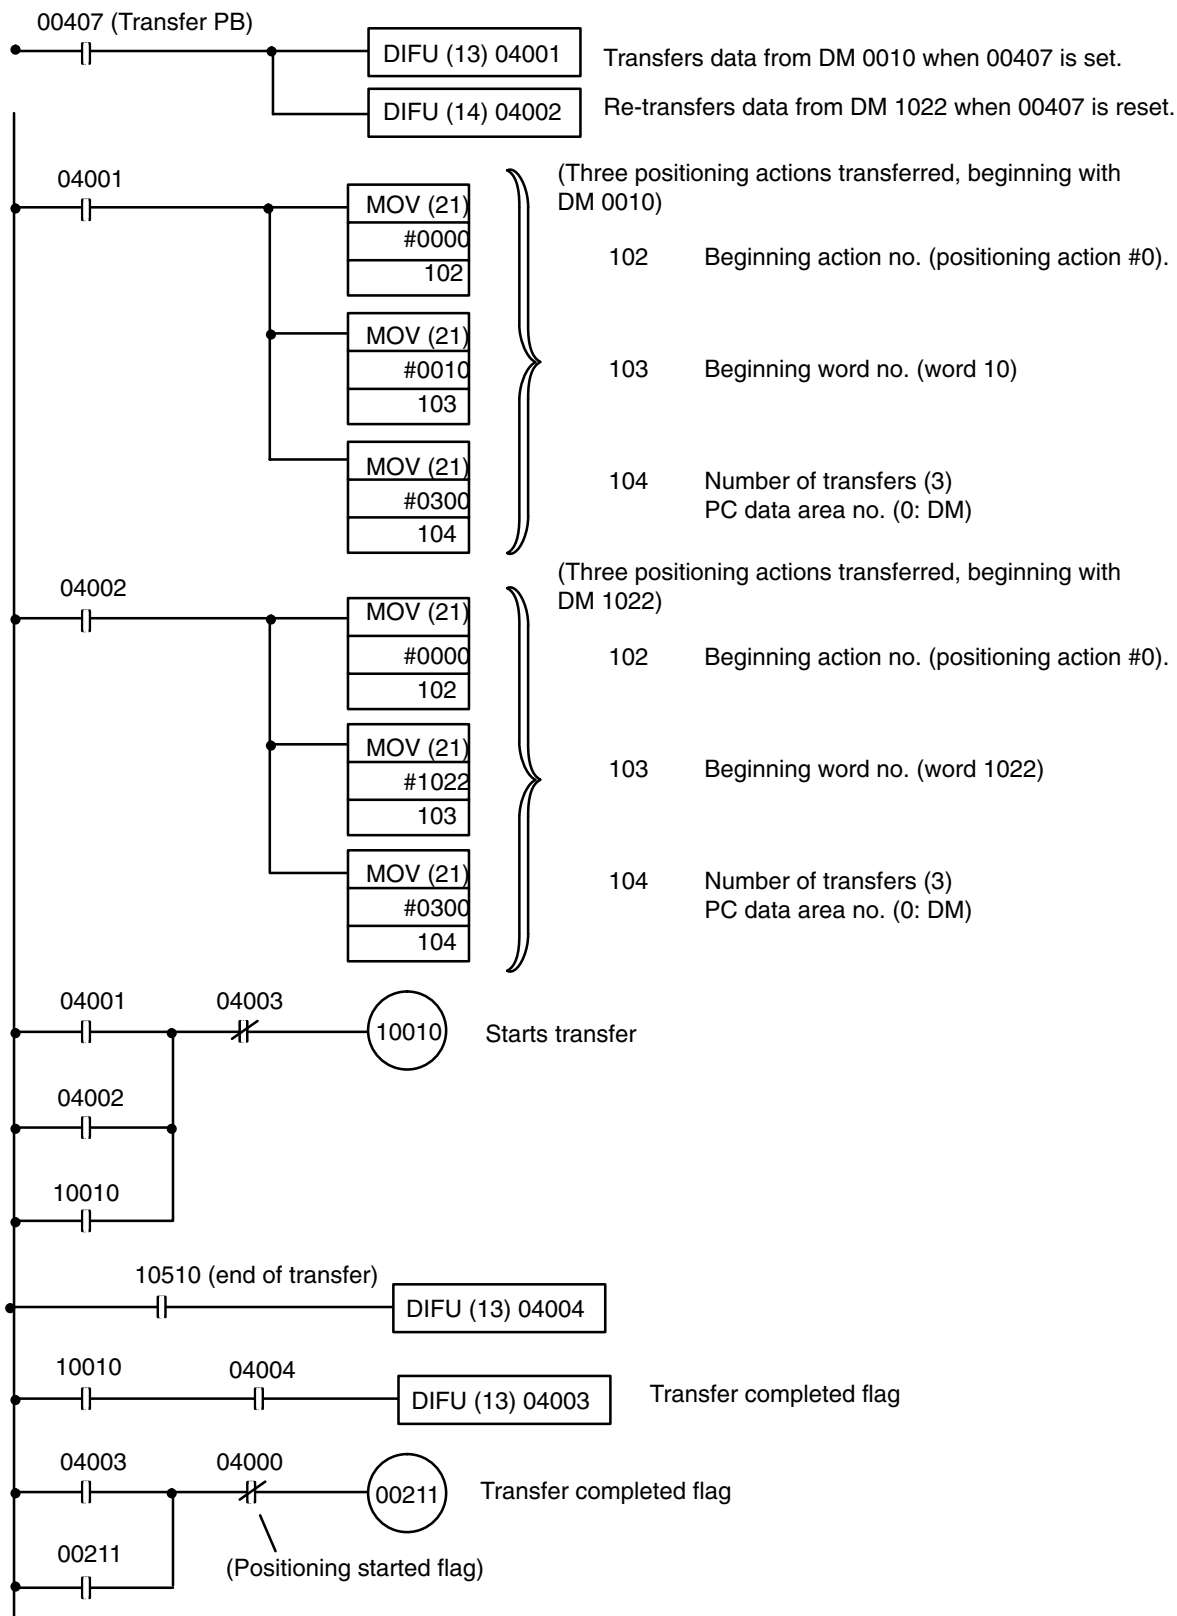 00407 (Transfer PB)
DIFU (13) 04001
Transfers data from DM 0010 when 00407 is set.
DIFU (14) 04002
Re-transfers data from DM 1022 when 00407 is reset.
04001
MOV (21)
#0000
102
MOV (21)
#0010
103
MOV (21)
#0300
104
(Three positioning actions transferred, beginning with
DM 0010)
102 Beginning action no. (positioning action #0).
103 Beginning word no. (word 10)
104 Number of transfers (3)
PC data area no. (0: DM)
04002
MOV (21)
#0000
102
MOV (21)
#1022
103
MOV (21)
#0300
104
(Three positioning actions transferred, beginning with
DM 1022)
102 Beginning action no. (positioning action #0).
103 Beginning word no. (word 1022)
104 Number of transfers (3)
PC data area no. (0: DM)
04001 04003
10010
Starts transfer
04002
10010
10510 (end of transfer)
DIFU (13) 04004
10010 04004
DIFU (13) 04003
Transfer completed flag
04003 04000
00211
Transfer completed flag
00211
(Positioning started flag)